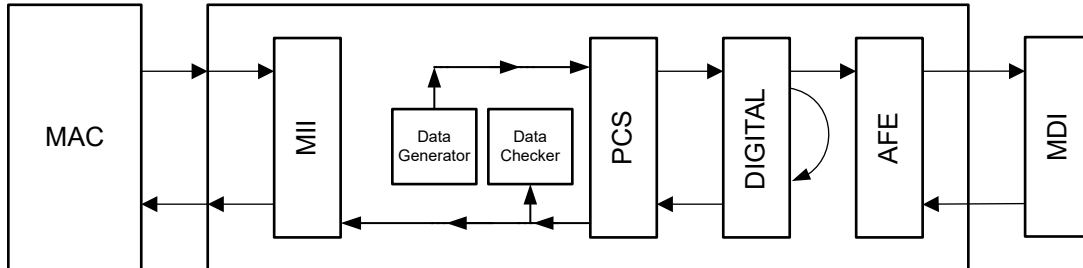 MAC
MII
Data
Generator
Data
Checker
PCS
DIGITAL
AFE
MDI